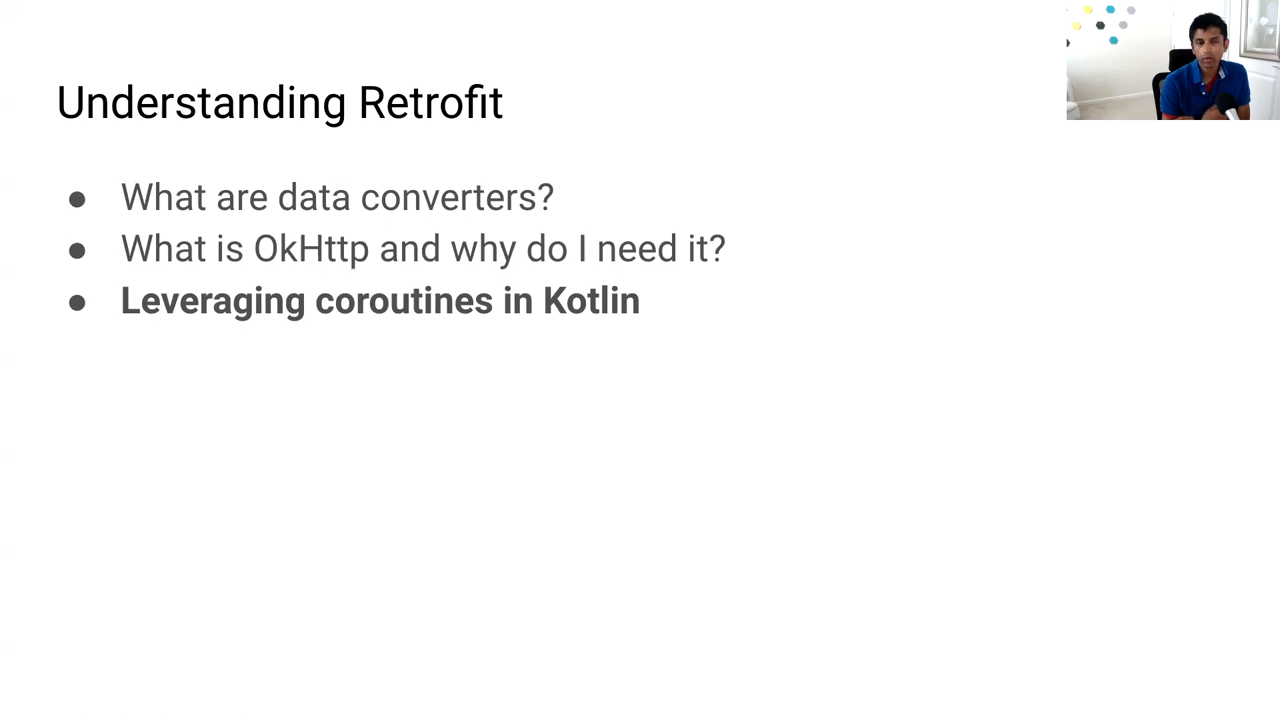 Understanding Retrofit
● What are data converters?
● What is OkHttp and why do I need it?
● Leveraging coroutines in Kotlin